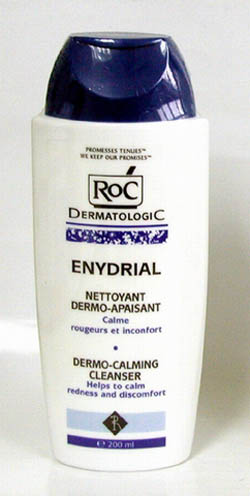 PROMESSES TENUES™
WE KEEP OUR PROMISES™
RoC
DERMATOLOGIC
ENYDRIAL
NETTOYANT
DERMO-APAISANT
Calme
rougeurs et inconfort
•
DERMO-CALMING
CLEANSER
Helps to calm
redness and discomfort
R
e 200 ml